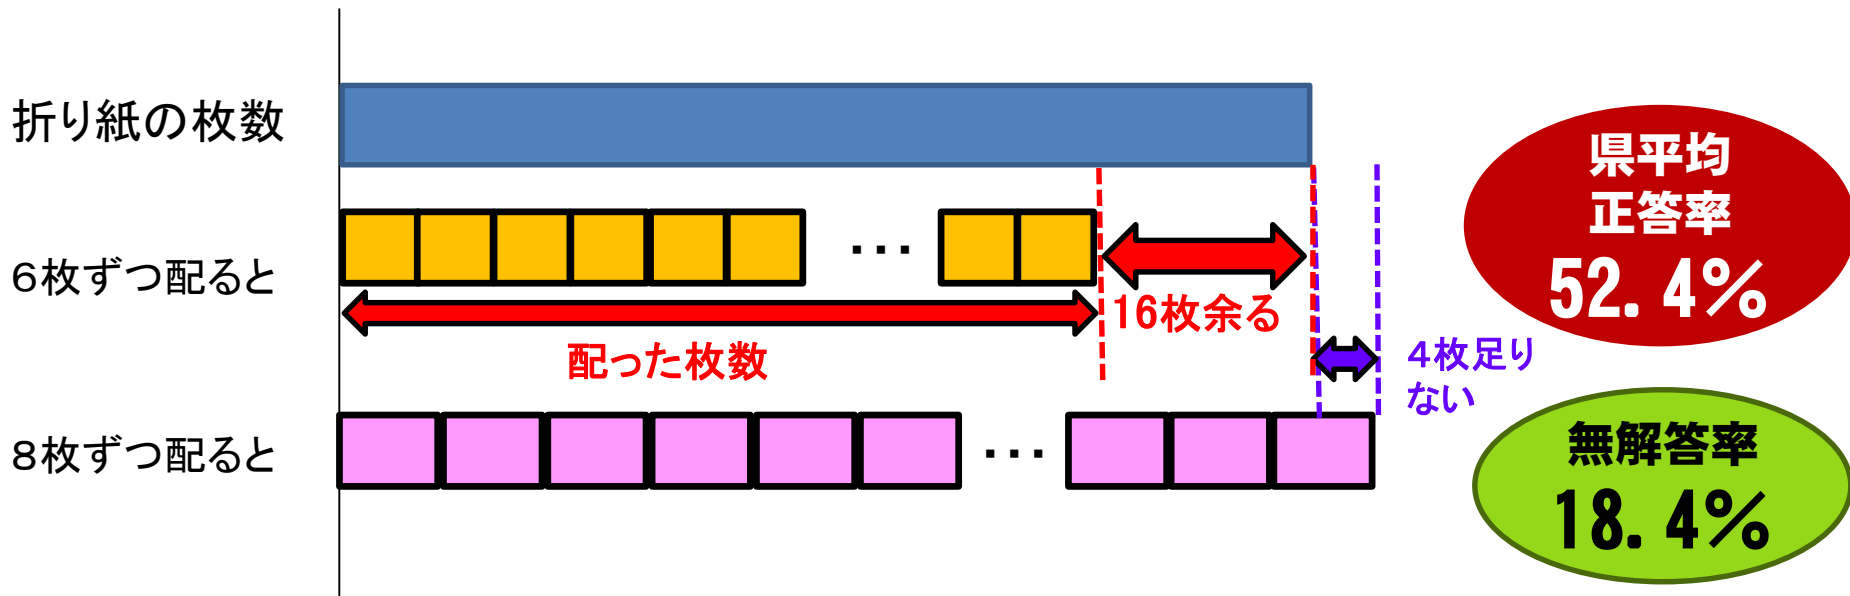 折り紙の枚数
県平均
正答率
52.4%
6枚ずつ配ると
・・・
16枚余る
配った枚数
4枚足り
ない
8枚ずつ配ると
・・・
無解答率
18.4%